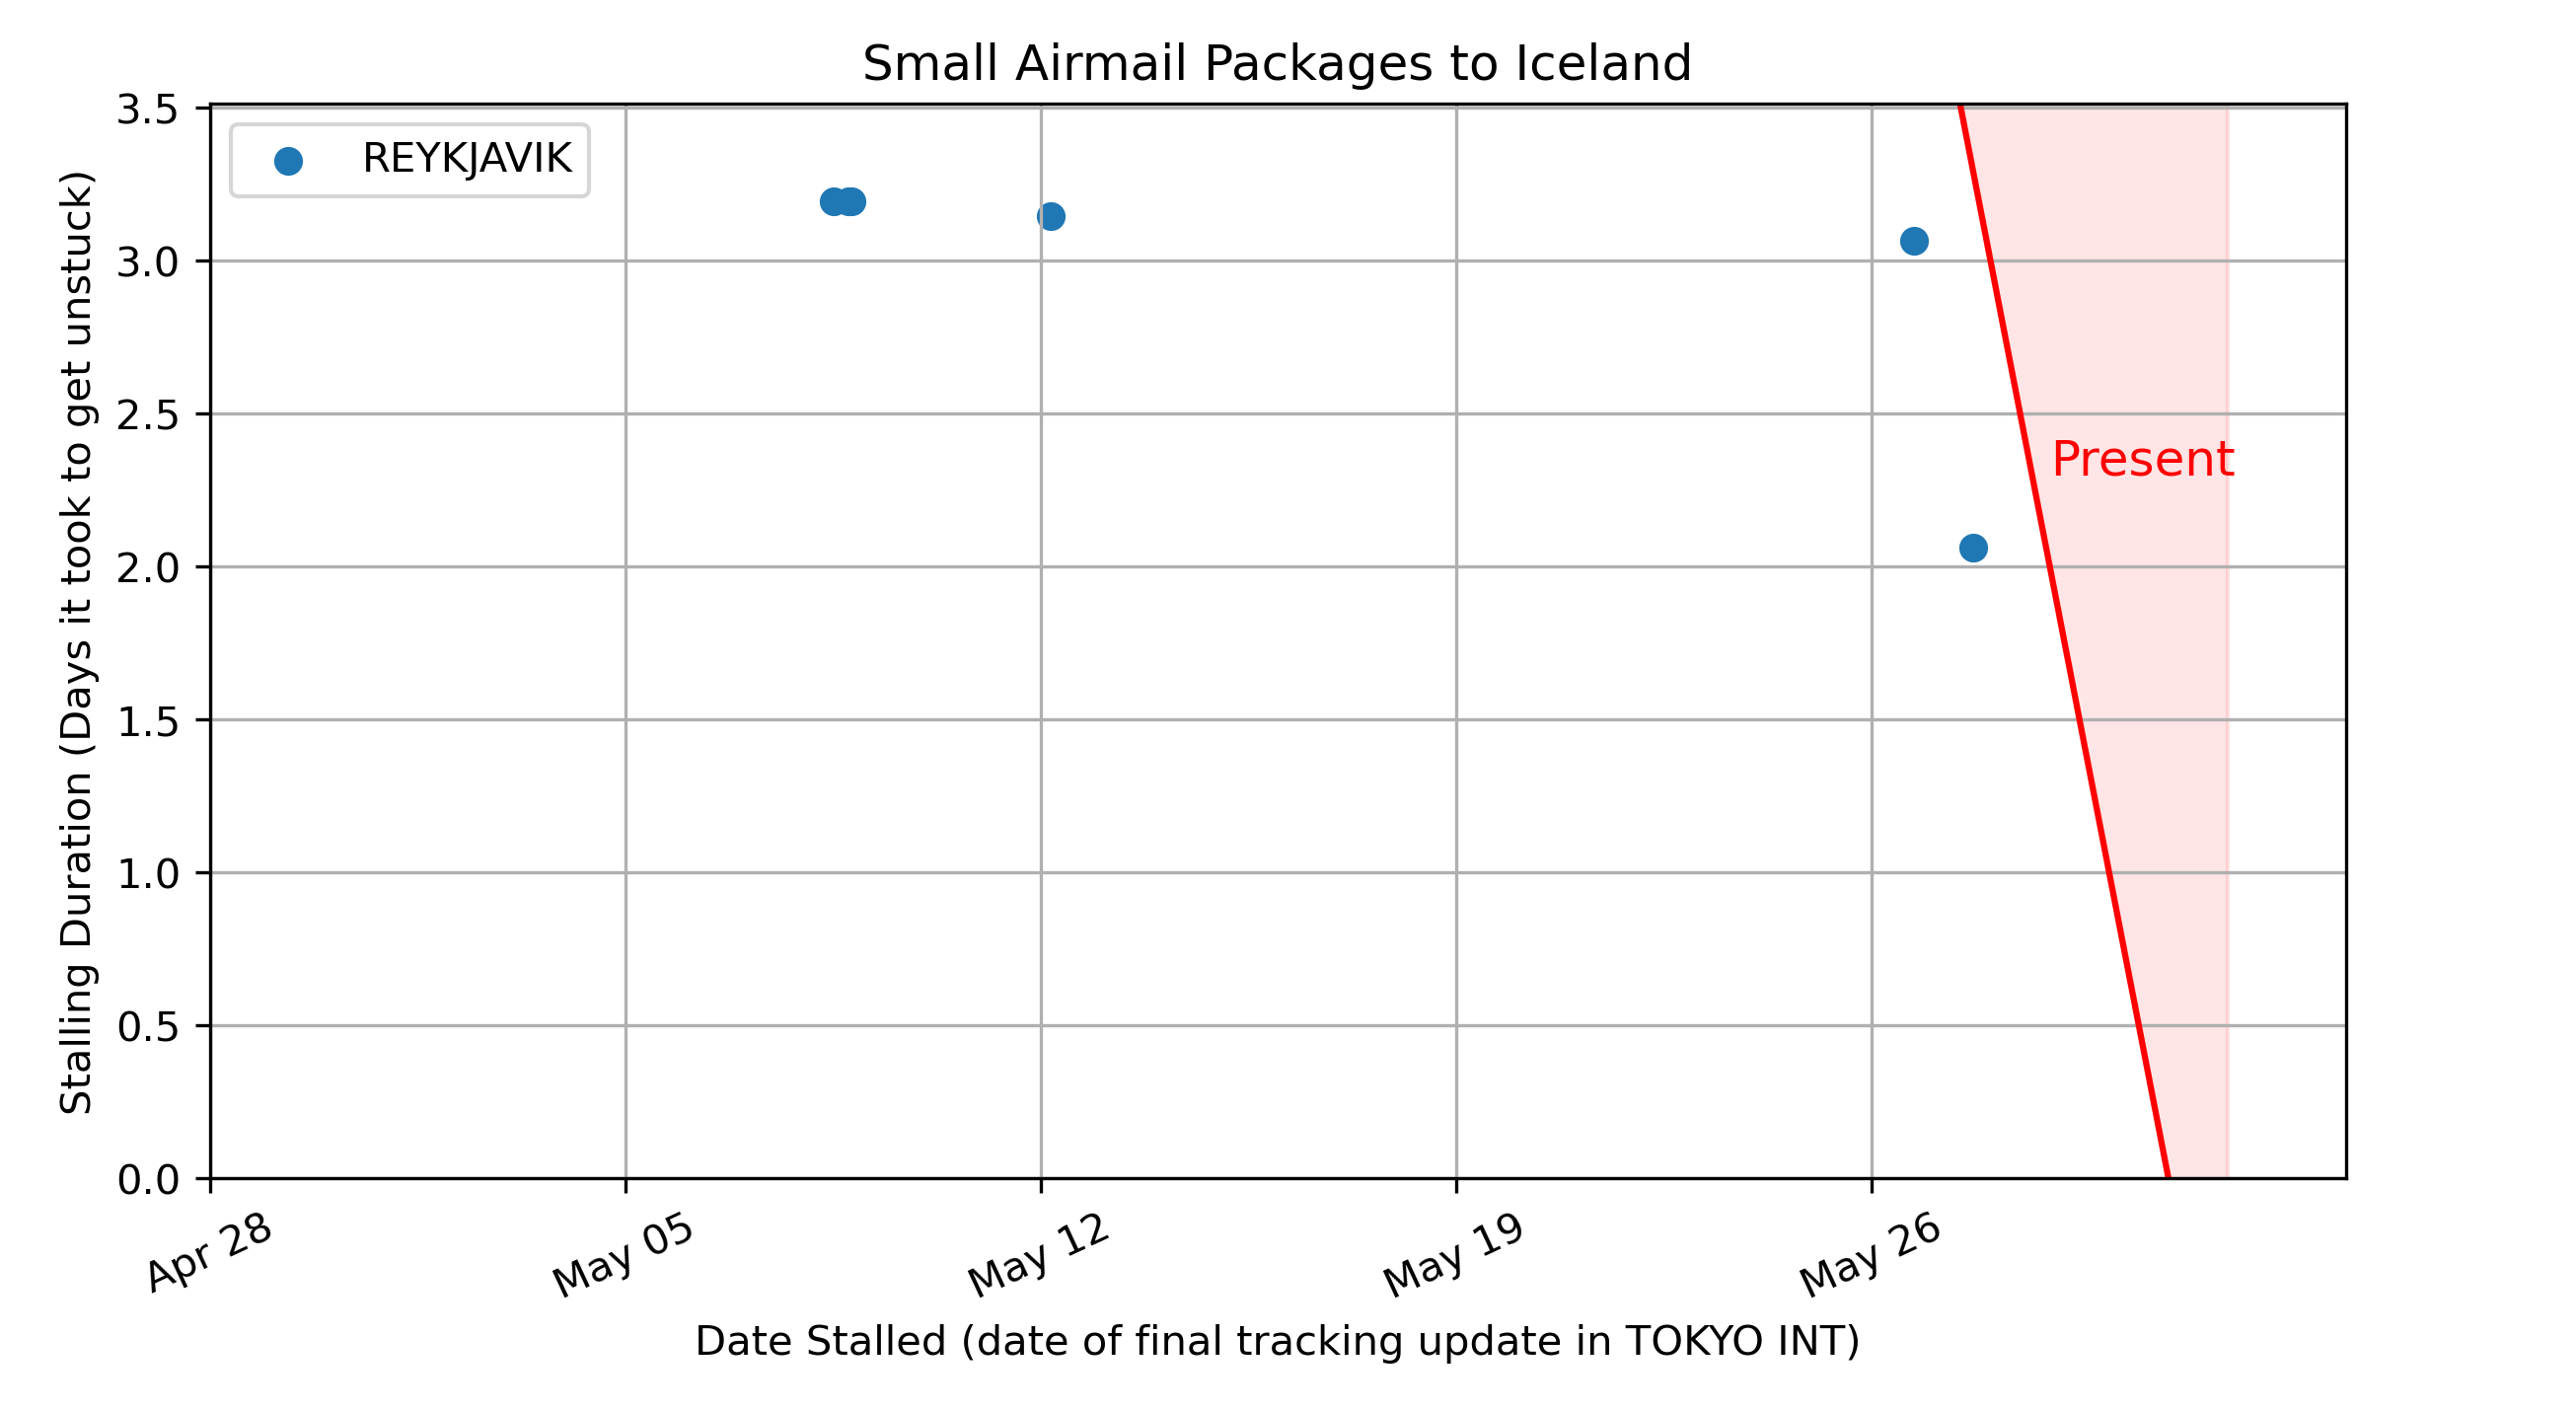 Small Airmail Packages to Iceland
REYKJAVIK
Present
Stalling Duration (Days it took to get unstuck)
3.5
3.0
2.5
2.0
1.5
1.0
0.5
0.0
Apr 28
May 05
May 12
May 19
May 26
Date Stalled (date of final tracking update in TOKYO INT)